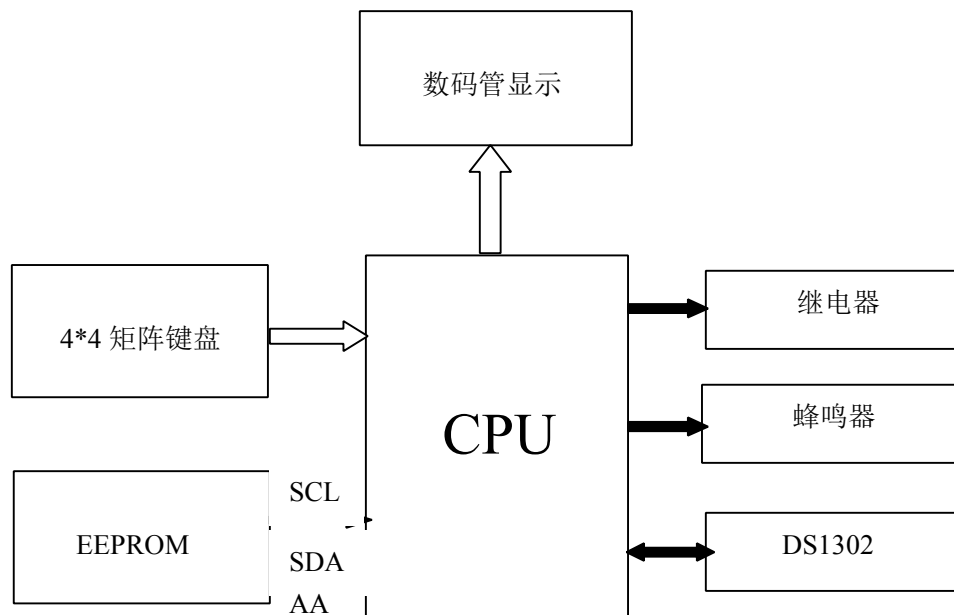 数码管显示
4*4 矩阵键盘
继电器
CPU
蜂鸣器
SCL
EEPROM
SDA
AA
DS1302